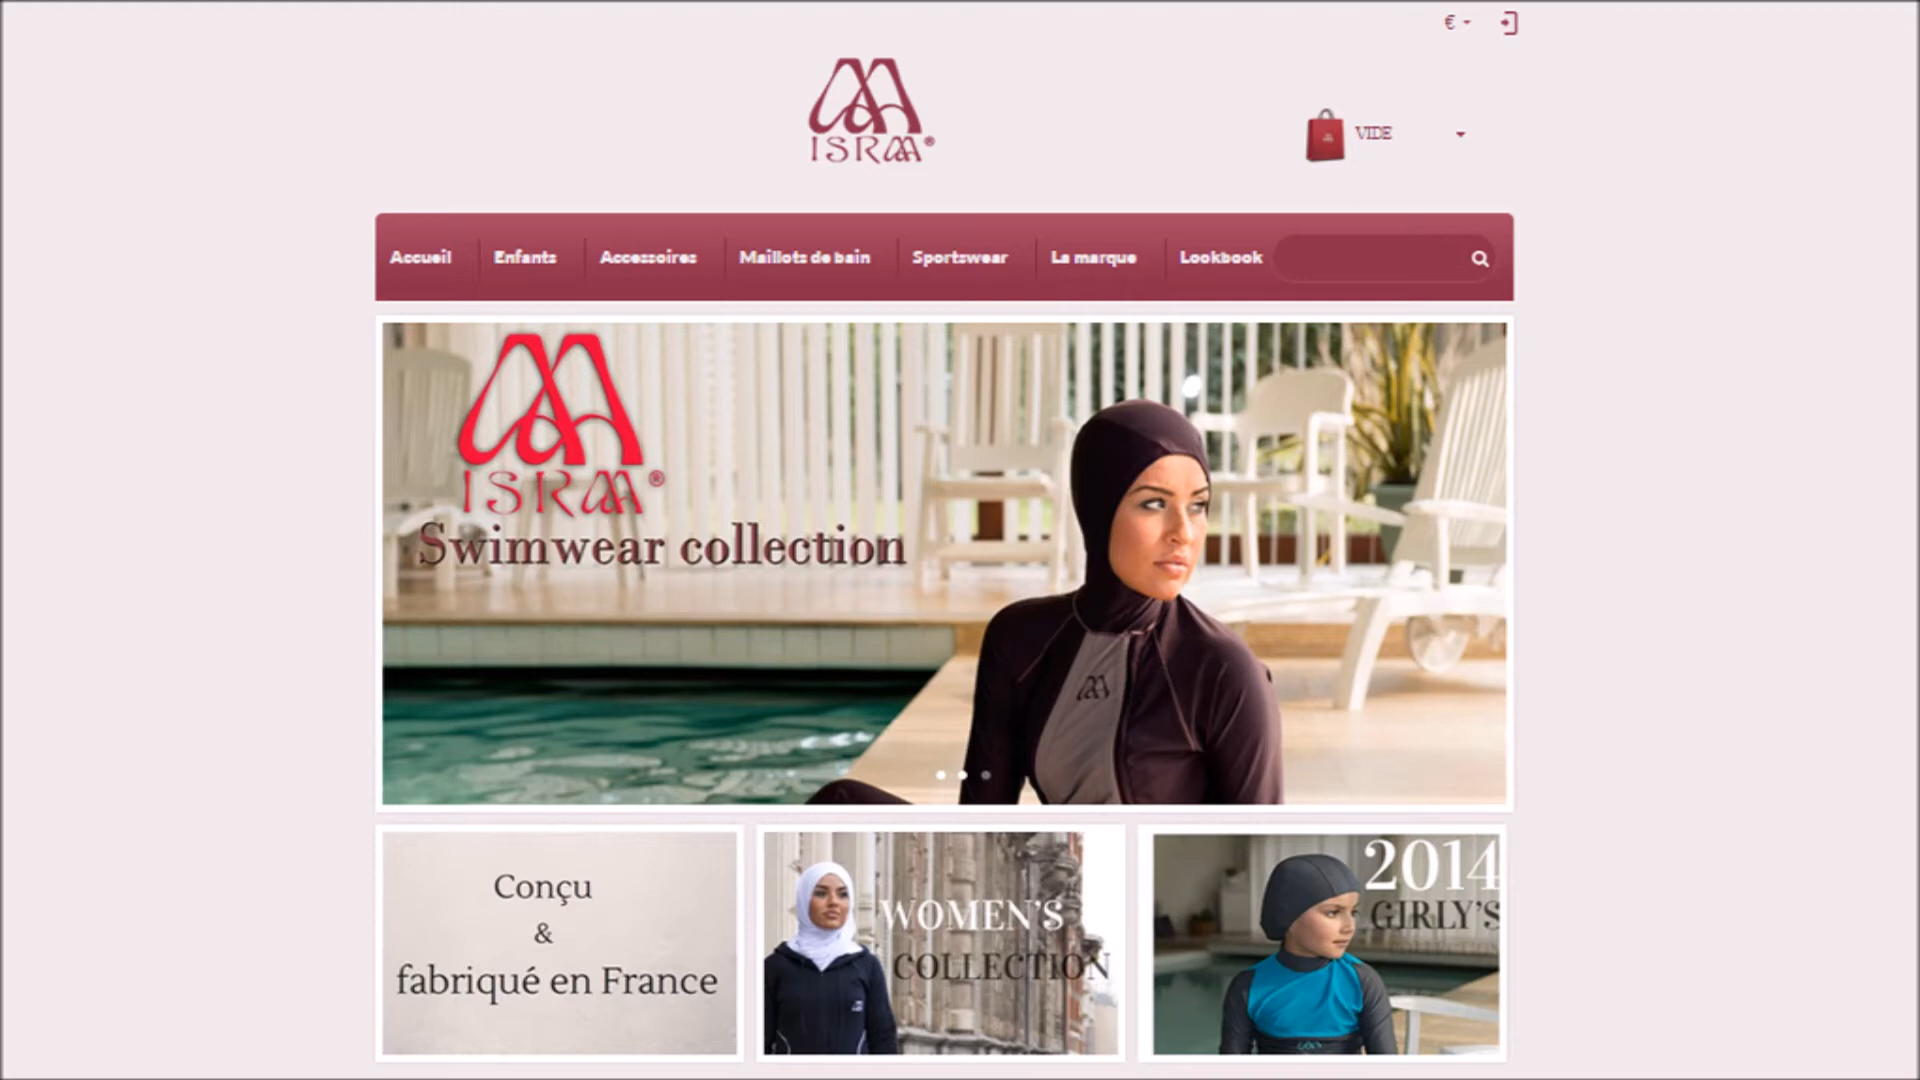 €
ISRAA®
VIDE
Accueil
Enfants
Accessoires
Maillots de bain
Sportswear
La marque
Lookbook
ISRAA®
Swimwear collection
Conçu
&
fabriqué en France
WOMEN'S
COLLECTION
2014
GIRLY'S